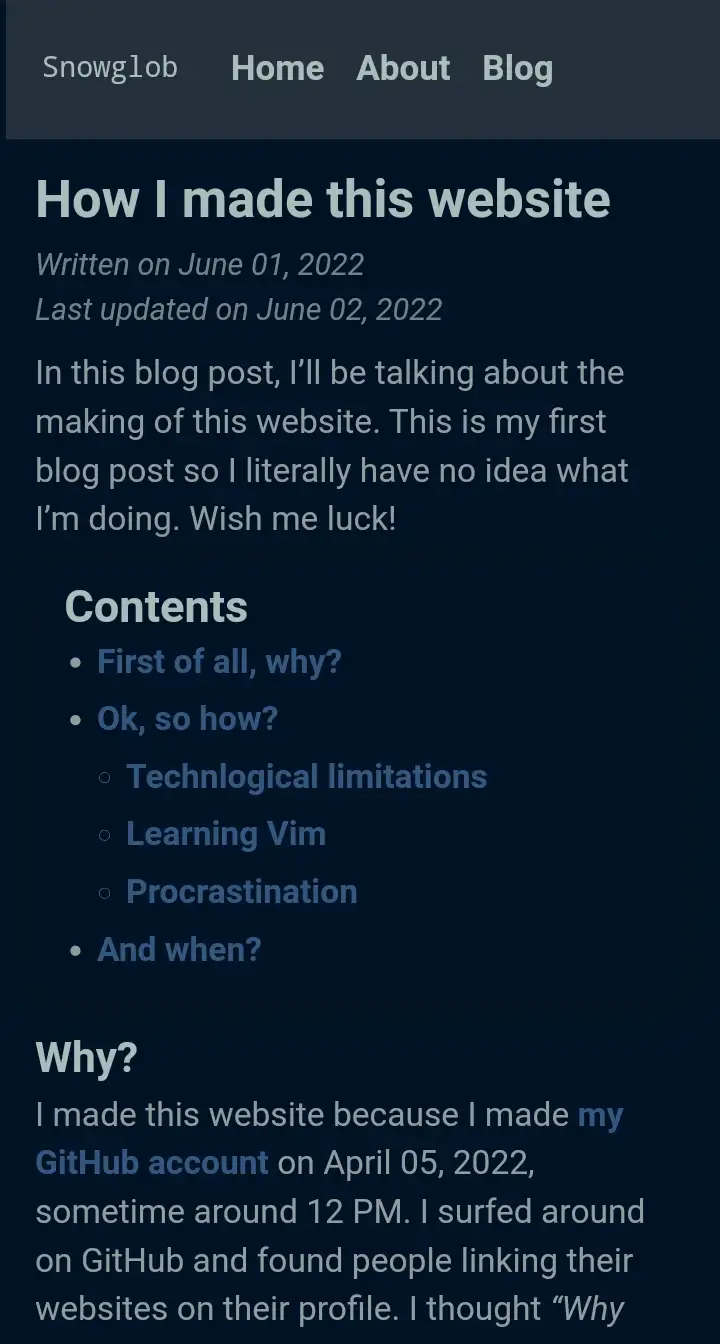 Snowglob Home About Blog
How I made this website
Written on June 01, 2022
Last updated on June 02, 2022
In this blog post, I’ll be talking about the
making of this website. This is my first
blog post so I literally have no idea what
I’m doing. Wish me luck!
Contents
• First of all, why?
• Ok, so how?
○ Technlogical limitations
○ Learning Vim
○ Procrastination
• And when?
Why?
I made this website because I made my
GitHub account on April 05, 2022,
sometime around 12 PM. I surfed around
on GitHub and found people linking their
websites on their profile. I thought “Why